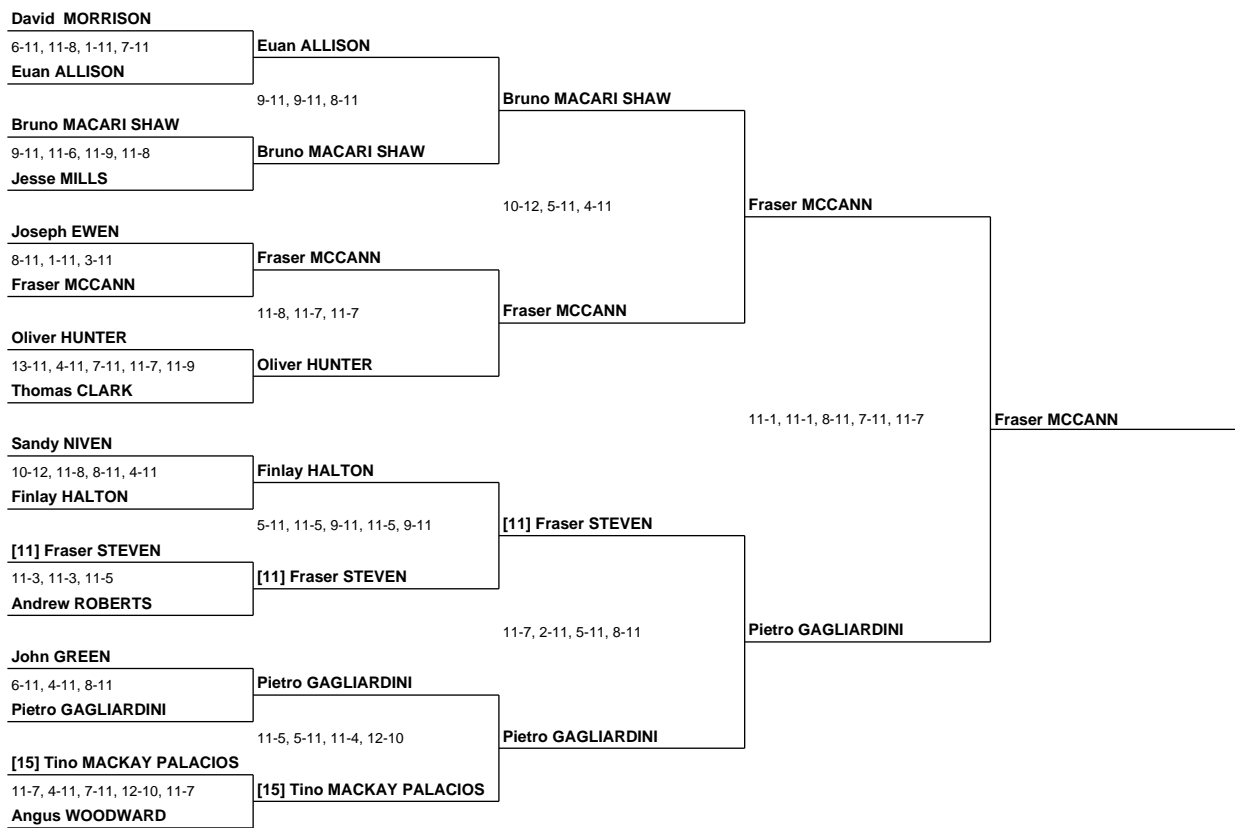 David  MORRISON
6-11, 11-8, 1-11, 7-11
Euan ALLISON
Bruno MACARI SHAW
9-11, 11-6, 11-9, 11-8
Jesse MILLS
Joseph EWEN
8-11, 1-11, 3-11
Fraser MCCANN
Oliver HUNTER
13-11, 4-11, 7-11, 11-7, 11-9
Thomas CLARK
Sandy NIVEN
10-12, 11-8, 8-11, 4-11
Finlay HALTON
[11] Fraser STEVEN
11-3, 11-3, 11-5
Andrew ROBERTS
John GREEN
6-11, 4-11, 8-11
Pietro GAGLIARDINI
[15] Tino MACKAY PALACIOS
11-7, 4-11, 7-11, 12-10, 11-7
Angus WOODWARD
Euan ALLISON
9-11, 9-11, 8-11
Bruno MACARI SHAW
Fraser MCCANN
11-8, 11-7, 11-7
Oliver HUNTER
Finlay HALTON
5-11, 11-5, 9-11, 11-5, 9-11
[11] Fraser STEVEN
Pietro GAGLIARDINI
11-5, 5-11, 11-4, 12-10
[15] Tino MACKAY PALACIOS
Bruno MACARI SHAW
10-12, 5-11, 4-11
Fraser MCCANN
[11] Fraser STEVEN
11-7, 2-11, 5-11, 8-11
Pietro GAGLIARDINI
Fraser MCCANN
11-1, 11-1, 8-11, 7-11, 11-7
Pietro GAGLIARDINI
Fraser MCCANN